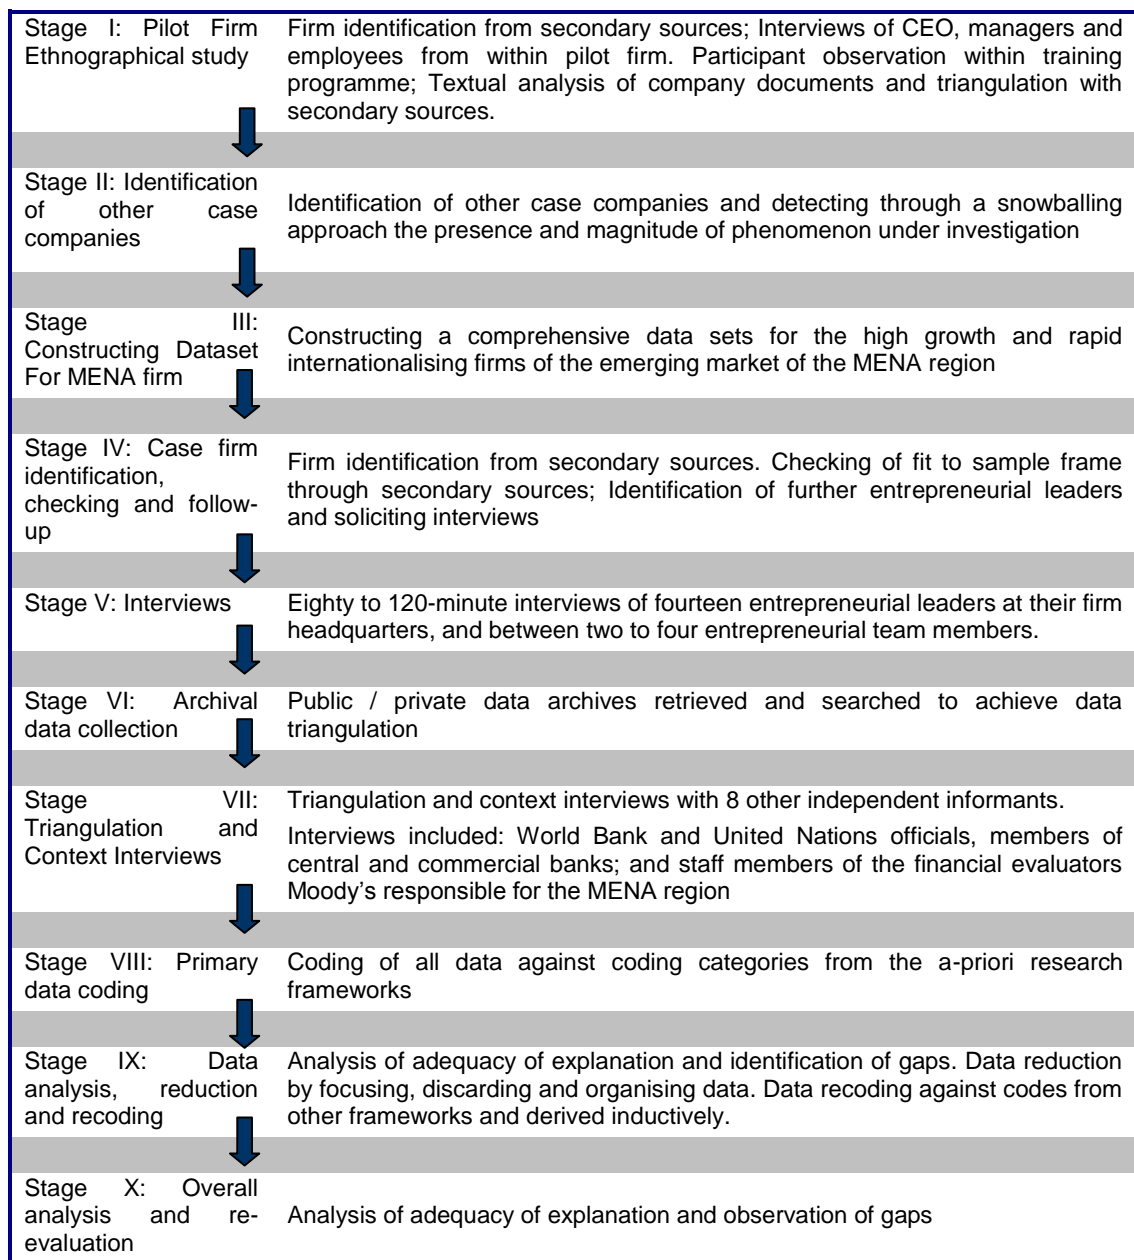 Stage I: Pilot Firm
Ethnographical study
Firm identification from secondary sources; Interviews of CEO, managers and
employees from within pilot firm. Participant observation within training
programme; Textual analysis of company documents and triangulation with
secondary sources.
Stage II: Identification
of other case
companies
Identification of other case companies and detecting through a snowballing
approach the presence and magnitude of phenomenon under investigation
Stage III:
Constructing Dataset
For MENA firm
Constructing a comprehensive data sets for the high growth and rapid
internationalising firms of the emerging market of the MENA region
Stage IV: Case firm
identification,
checking and follow-
up
Firm identification from secondary sources. Checking of fit to sample frame
through secondary sources; Identification of further entrepreneurial leaders
and soliciting interviews
Stage V: Interviews
Eighty to 120-minute interviews of fourteen entrepreneurial leaders at their firm
headquarters, and between two to four entrepreneurial team members.
Stage VI: Archival
data collection
Public / private data archives retrieved and searched to achieve data
triangulation
Stage VII:
Triangulation and
Context Interviews
Triangulation and context interviews with 8 other independent informants.
Interviews included: World Bank and United Nations officials, members of
central and commercial banks; and staff members of the financial evaluators
Moody's responsible for the MENA region
Stage VIII: Primary
data coding
Coding of all data against coding categories from the a-priori research
frameworks
Stage IX: Data
analysis, reduction
and recoding
Analysis of adequacy of explanation and identification of gaps. Data reduction
by focusing, discarding and organising data. Data recoding against codes from
other frameworks and derived inductively.
Stage X: Overall
analysis and re-
evaluation
Analysis of adequacy of explanation and observation of gaps